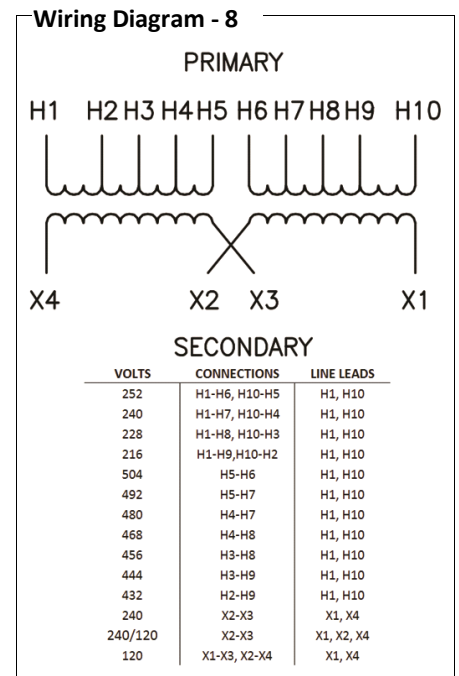 Wiring Diagram - 8
PRIMARY
H1 H2 H3 H4 H5 H6 H7 H8 H9 H10
X4 X2 X3 X1
SECONDARY
VOLTS CONNECTIONS LINE LEADS
252 H1-H6, H10-H5 H1, H10
240 H1-H7, H10-H4 H1, H10
228 H1-H8, H10-H3 H1, H10
216 H1-H9,H10-H2 H1, H10
504 H5-H6 H1, H10
492 H5-H7 H1, H10
480 H4-H7 H1, H10
468 H4-H8 H1, H10
456 H3-H8 H1, H10
444 H3-H9 H1, H10
432 H2-H9 H1, H10
240 X2-X3 X1, X4
240/120 X2-X3 X1, X2, X4
120 X1-X3, X2-X4 X1, X4